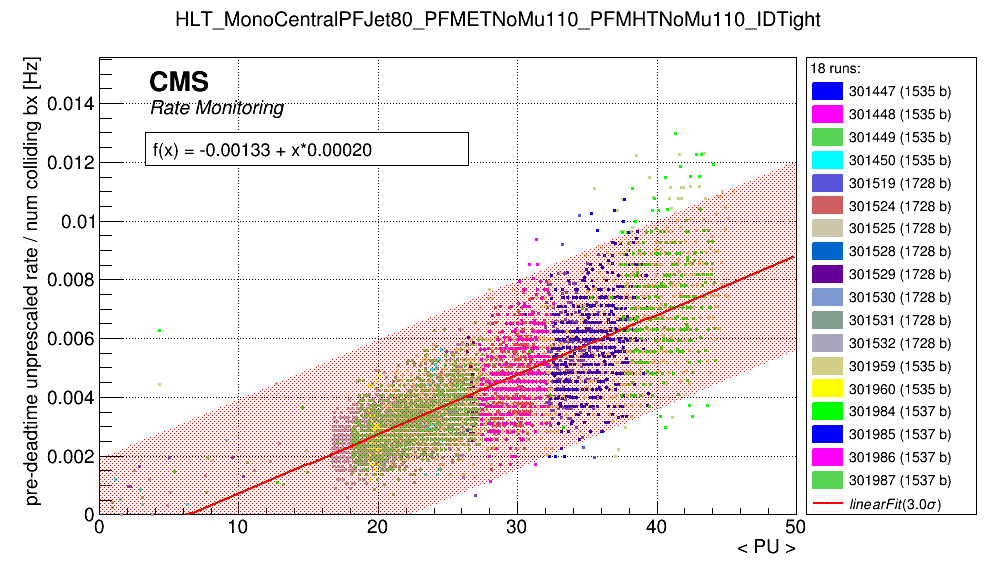 HLT_MonoCentralPFJet80_PFMETNoMu110_PFMHTNoMu110_IDTight
pre-deadtime unprescaled rate / num colliding bx [Hz]
CMS
Rate Monitoring
f(x) = -0.00133 + x*0.00020
0.014
0.012
0.01
0.008
0.006
0.004
0.002
0
0 10 20 30 40 50
< PU >
18 runs:
301447 (1535 b)
301448 (1535 b)
301449 (1535 b)
301450 (1535 b)
301519 (1728 b)
301524 (1728 b)
301525 (1728 b)
301528 (1728 b)
301529 (1728 b)
301530 (1728 b)
301531 (1728 b)
301532 (1728 b)
301959 (1535 b)
301960 (1535 b)
301984 (1537 b)
301985 (1537 b)
301986 (1537 b)
301987 (1537 b)
linearFit(3.0σ)